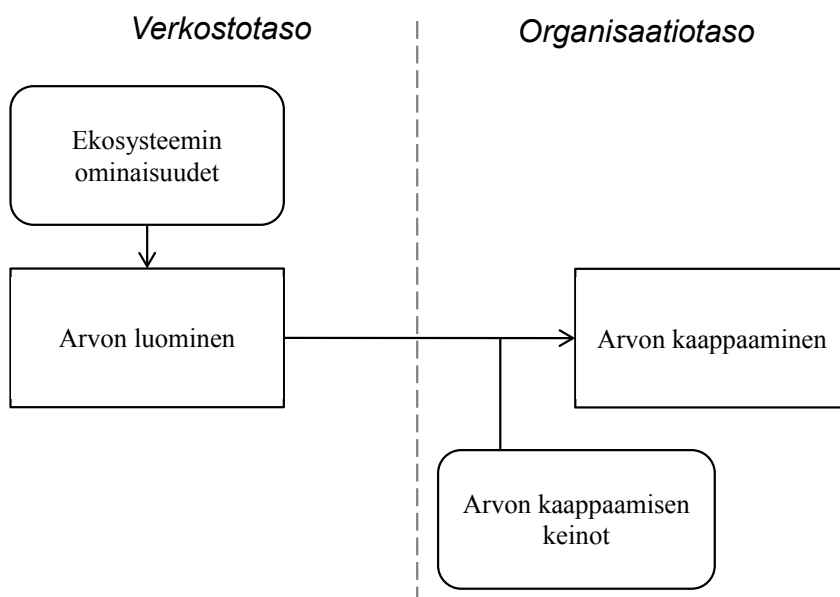 Verkostotaso
Organisaatiotaso
Ekosysteemin
ominaisuudet
Arvon luominen
Arvon kaappaaminen
Arvon kaappaamisen
keinot